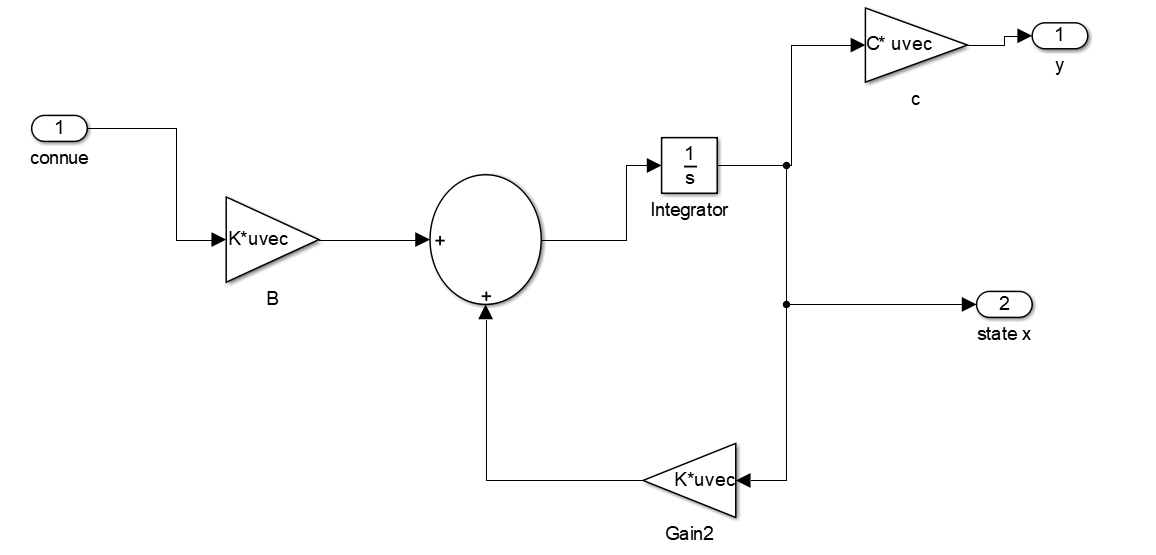 C* uvec
1
y
c
1
connue
1
s
Integrator
K*uvec
+
+
B
2
state x
K*uvec
Gain2